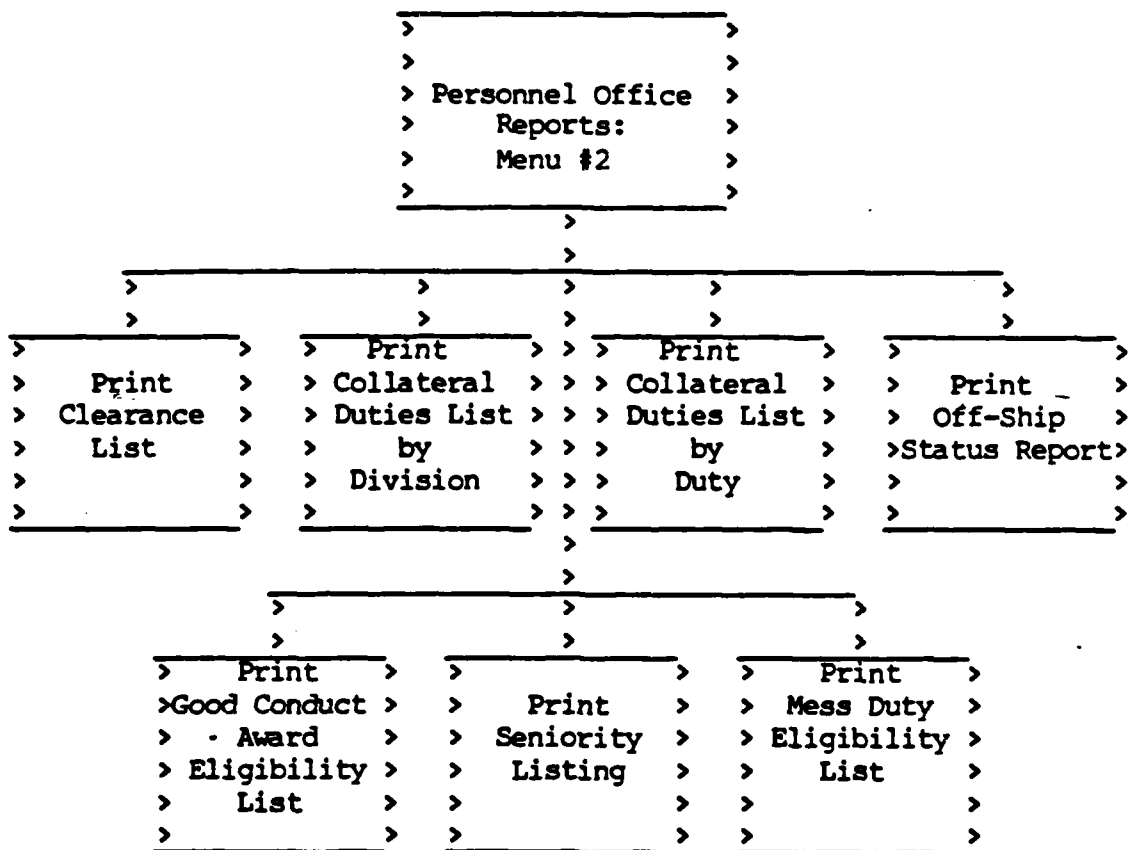 Personnel Office
Reports:
Menu #2
Print
Clearance
List
Print
Collateral
Duties List
by
Division
Print
Collateral
Duties List
by
Duty
Print
Off-Ship
Status Report
Print
Good Conduct
Award
Eligibility
List
Print
Seniority
Listing
Print
Mess Duty
Eligibility
List